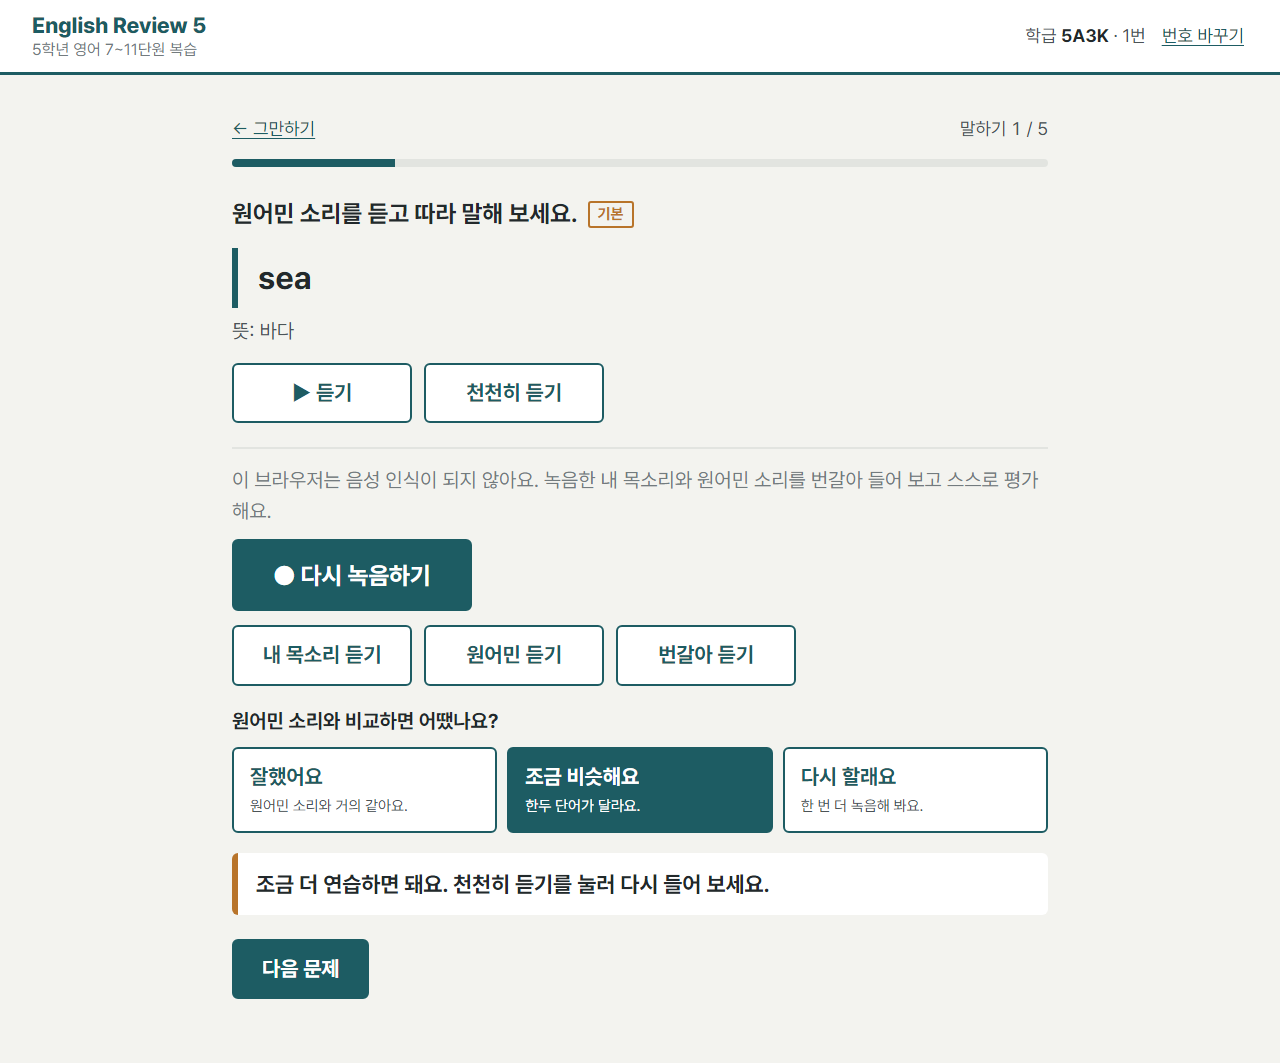 English Review 5
5학년 영어 7~11단원 복습
학급 5A3K · 1번 번호 바꾸기
← 그만하기
말하기 1 / 5
원어민 소리를 듣고 따라 말해 보세요. 기본
sea
뜻: 바다
▶ 듣기
천천히 듣기
이 브라우저는 음성 인식이 되지 않아요. 녹음한 내 목소리와 원어민 소리를 번갈아 들어 보고 스스로 평가
해요.
● 다시 녹음하기
내 목소리 듣기
원어민 듣기
번갈아 듣기
원어민 소리와 비교하면 어땠나요?
잘했어요
원어민 소리와 거의 같아요.
조금 비슷해요
한두 단어가 달라요.
다시 할래요
한 번 더 녹음해 봐요.
조금 더 연습하면 돼요. 천천히 듣기를 눌러 다시 들어 보세요.
다음 문제